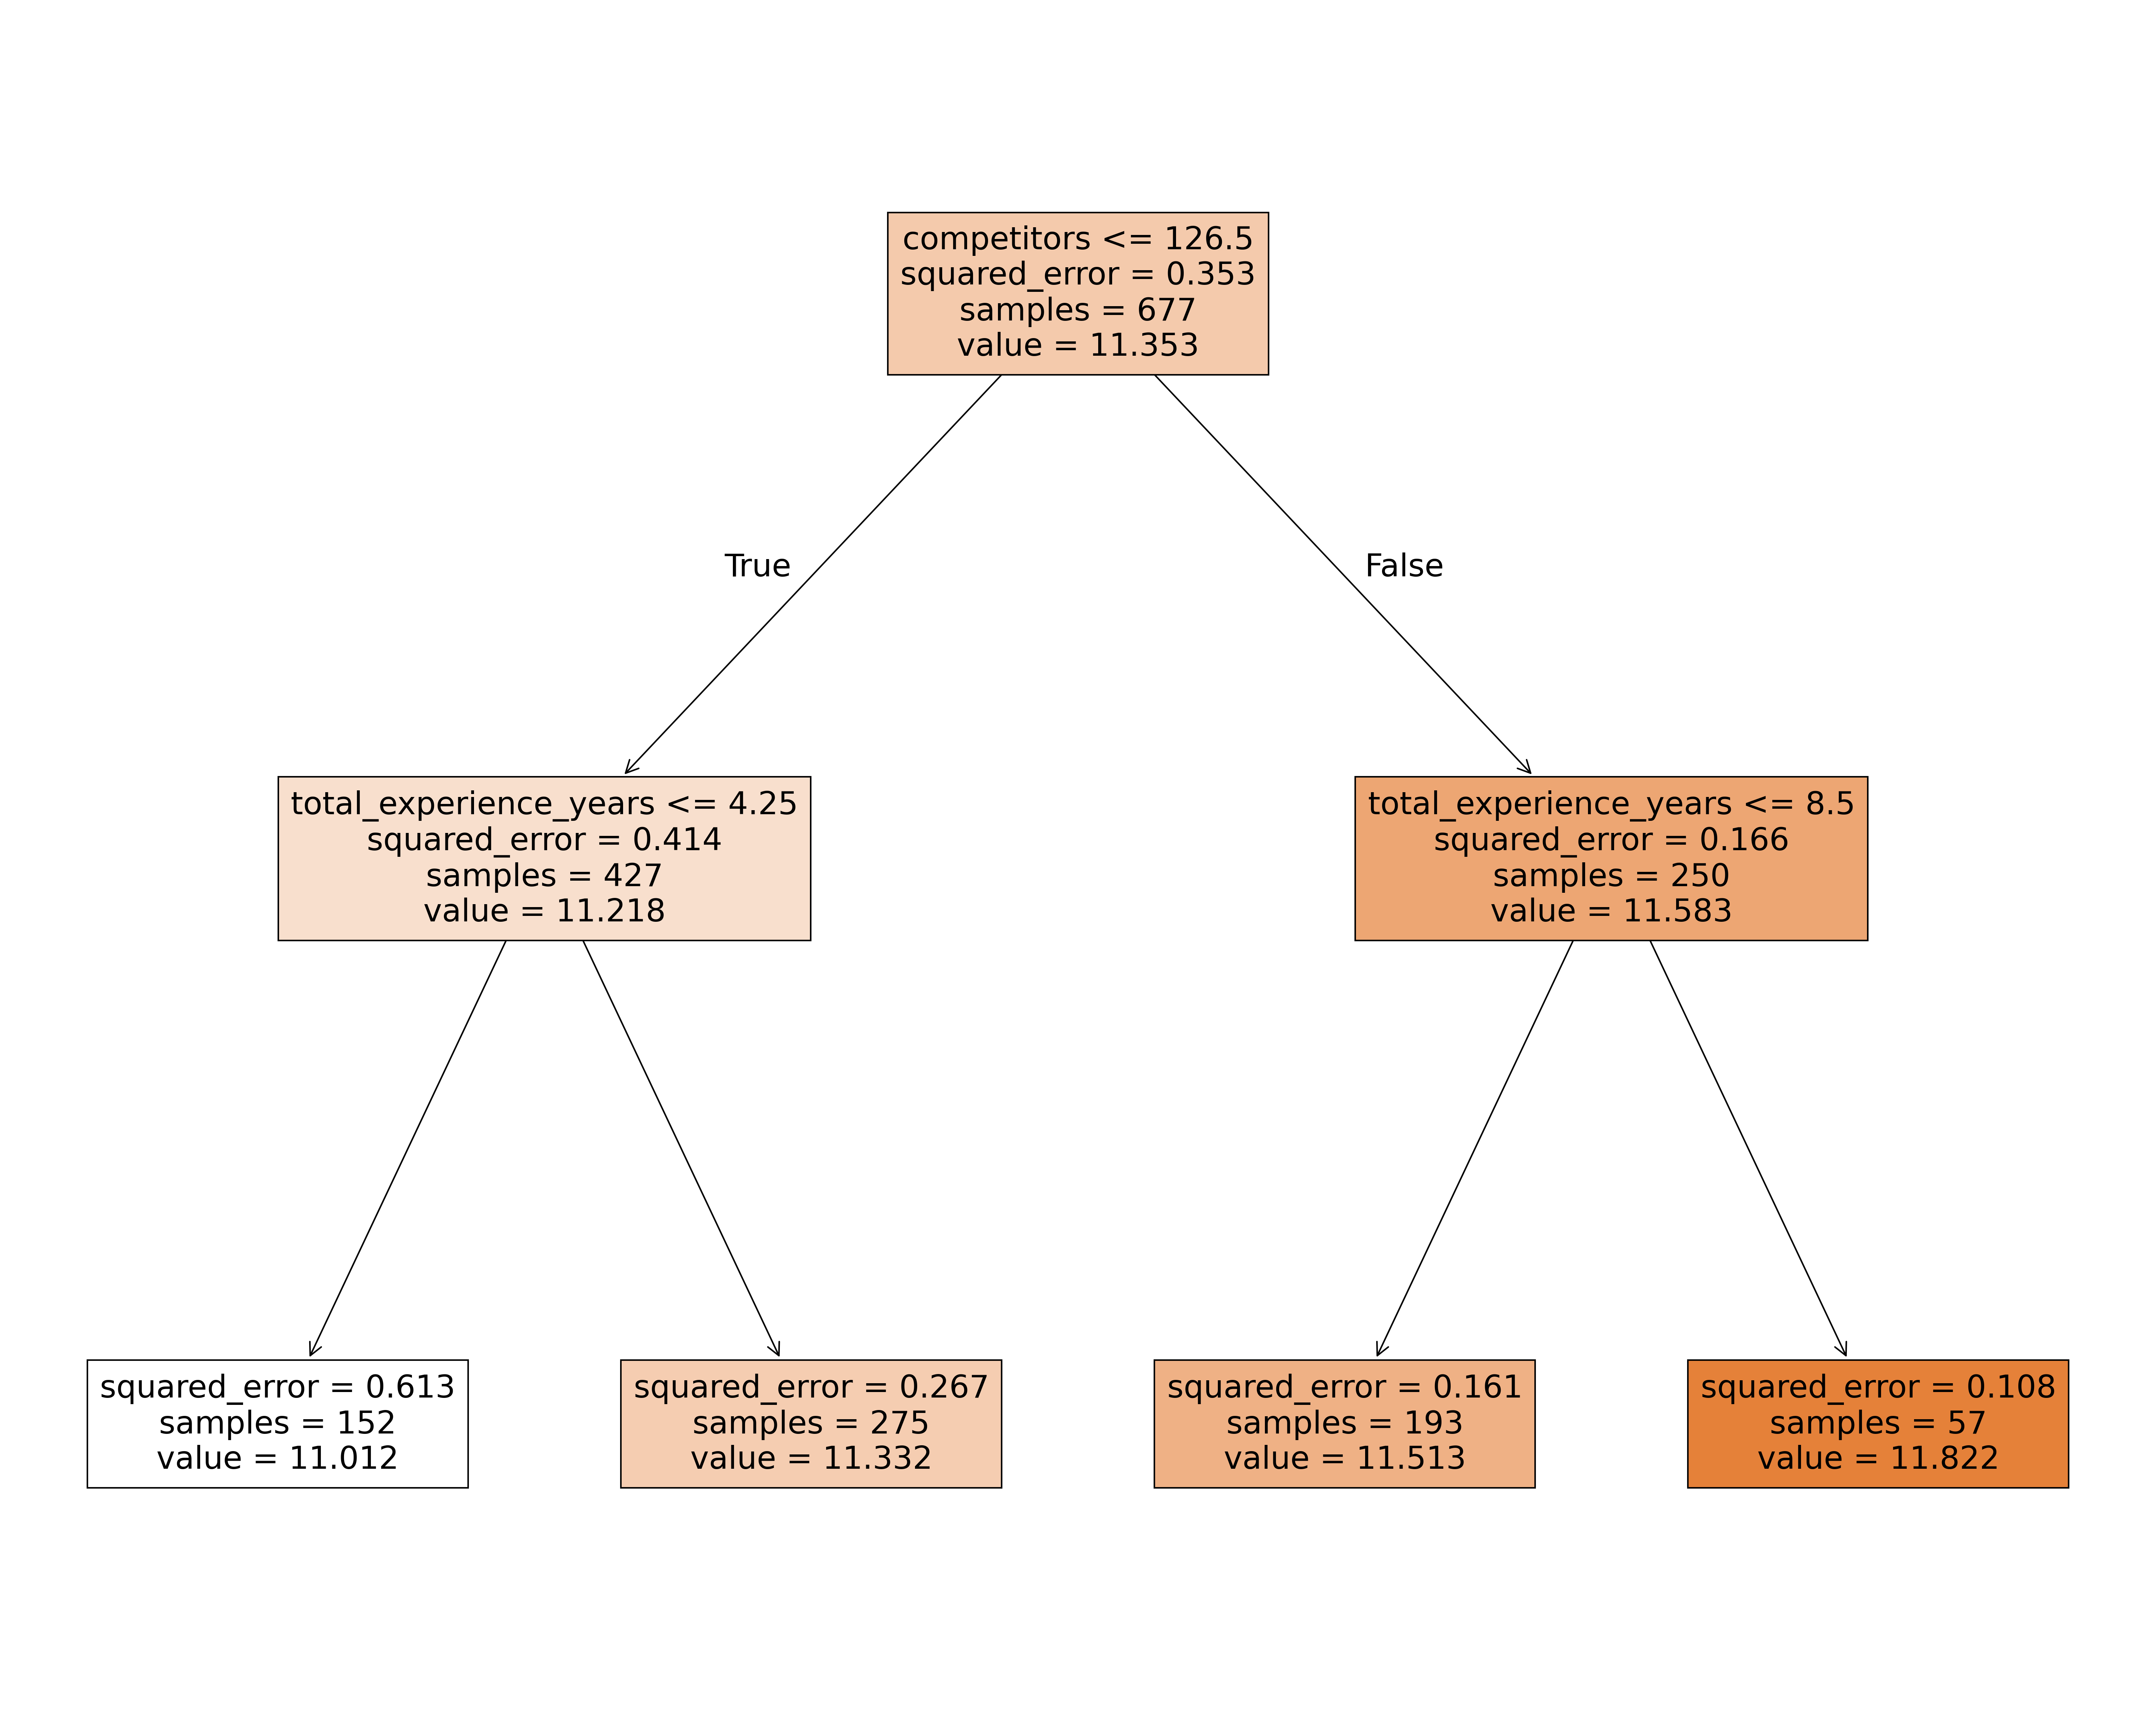 competitors <= 126.5
squared_error = 0.353
samples = 677
value = 11.353
True
False
total_experience_years <= 4.25
squared_error = 0.414
samples = 427
value = 11.218
total_experience_years <= 8.5
squared_error = 0.166
samples = 250
value = 11.583
squared_error = 0.613
samples = 152
value = 11.012
squared_error = 0.267
samples = 275
value = 11.332
squared_error = 0.161
samples = 193
value = 11.513
squared_error = 0.108
samples = 57
value = 11.822